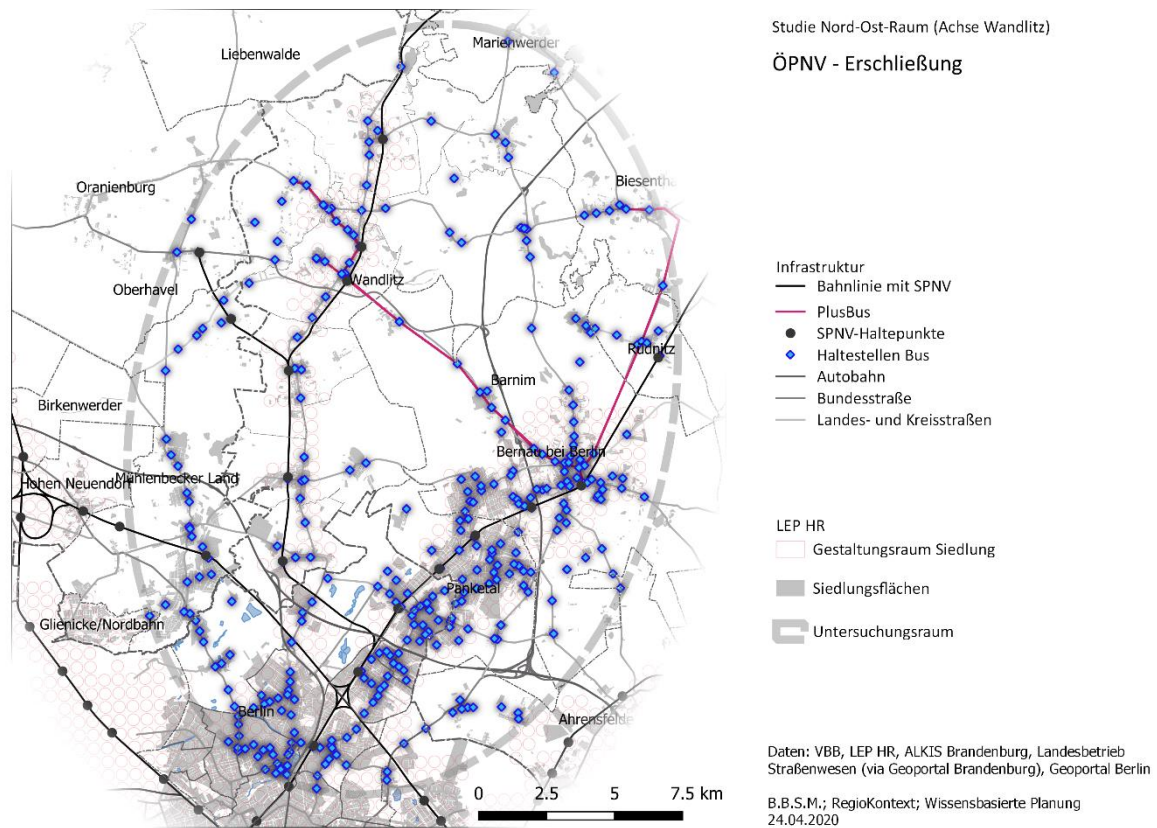 Studie Nord-Ost-Raum (Achse Wandlitz)
ÖPNV - Erschließung
Marienwerder
Liebenwalde
Oranienburg
Biesentha
Oberhavel
Wandlitz
Rüdnitz
Barnim
Birkenwerder
Bernau bei Berlin
Hohen Neuendorf
Mühlenbecker Land
Panketal
Glienicke/Nordbahn
Berlin
Ahrensfelde
Infrastruktur
Bahnlinie mit SPNV
PlusBus
SPNV-Haltepunkte
Haltestellen Bus
Autobahn
Bundesstraße
Landes- und Kreisstraßen
LEP HR
Gestaltungsraum Siedlung
Siedlungsflächen
Untersuchungsraum
0 2.5 5 7.5 km
Daten: VBB, LEP HR, ALKIS Brandenburg, Landesbetrieb
Straßenwesen (via Geoportal Brandenburg), Geoportal Berlin
B.B.S.M.; RegioKontext; Wissensbasierte Planung
24.04.2020